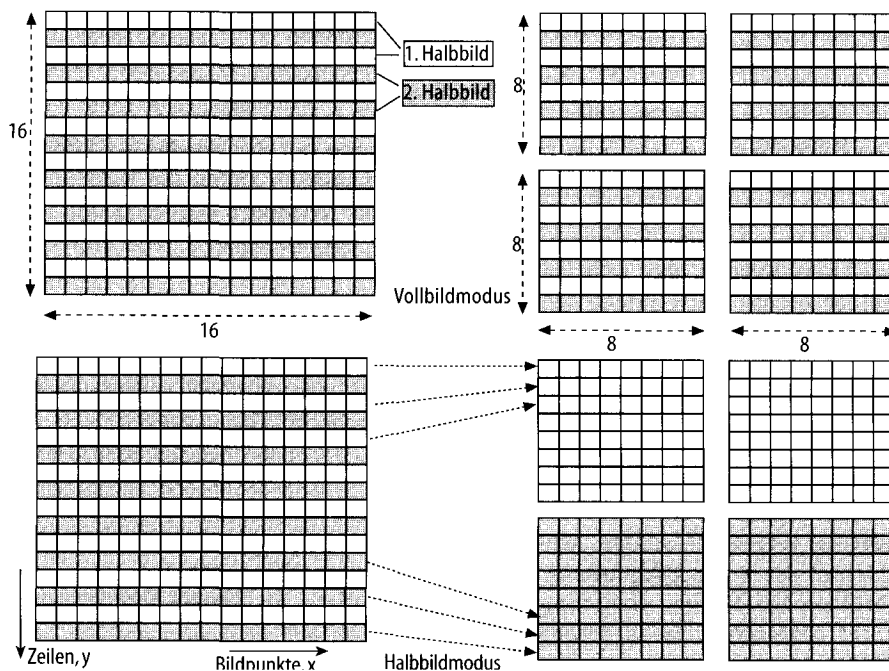 1. Halbbild
2. Halbbild
16
16
8
8
Vollbildmodus
8
8
Zeilen, y
Bildpunkte, x
Halbbildmodus